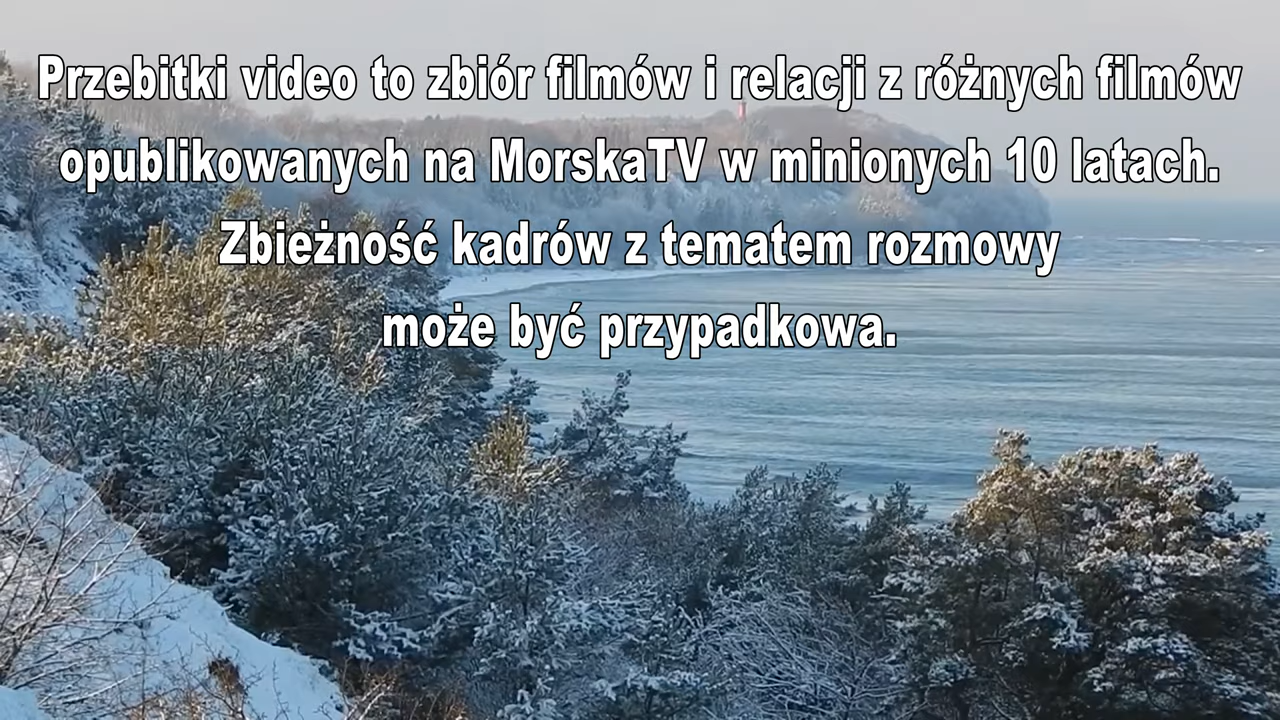 Przebitki video to zbiór filmów i relacji z różnych filmów
opublikowanych na MorskaTV w minionych 10 latach.
Zbieżność kadrów z tematem rozmowy
może być przypadkowa.